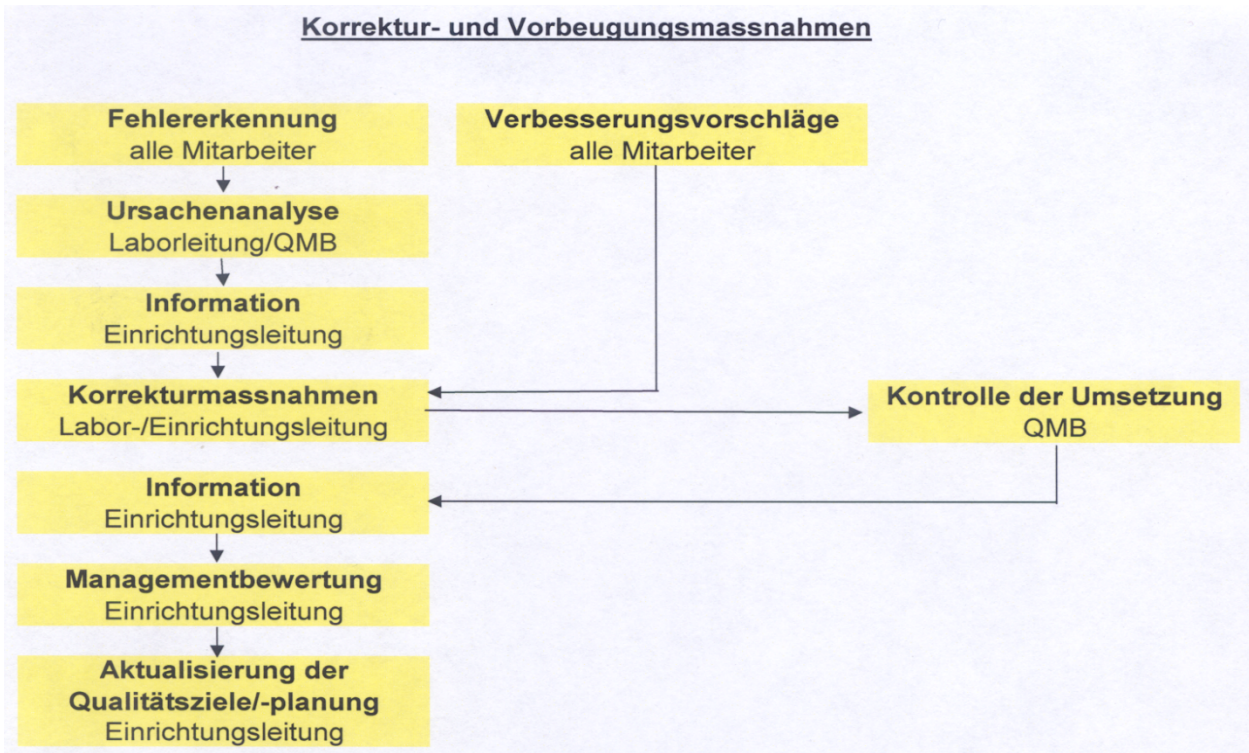 Korrektur- und Vorbeugungsmassnahmen
Fehlererkennung
alle Mitarbeiter
Verbesserungsvorschläge
alle Mitarbeiter
Ursachenanalyse
Laborleitung/QMB
Information
Einrichtungsleitung
Korrekturmassnahmen
Labor-/Einrichtungsleitung
Kontrolle der Umsetzung
QMB
Information
Einrichtungsleitung
Managementbewertung
Einrichtungsleitung
Aktualisierung der
Qualitätsziele/-planung
Einrichtungsleitung